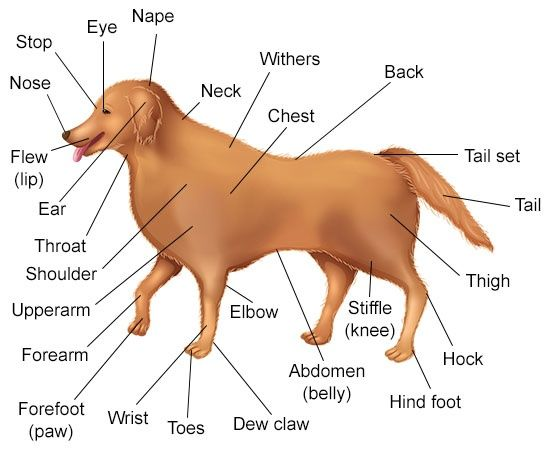 Nape
Eye
Stop
Withers
Back
Nose
Neck
Chest
Flew
(lip)
Tail set
Ear
Tail
Throat
Shoulder
Thigh
Upperarm
Elbow
Stiffle
(knee)
Forearm
Hock
Abdomen
(belly)
Hind foot
Forefoot
(paw)
Wrist
Toes
Dew claw